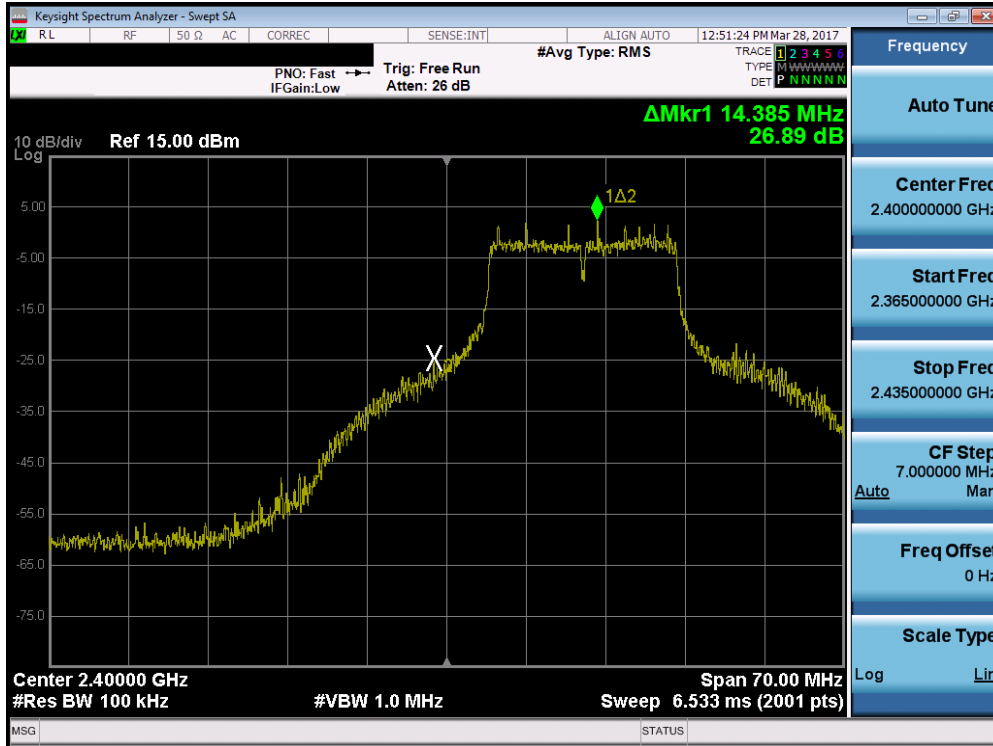 Keysight Spectrum Analyzer - Swept SA
LXI RL RF 50 Ω AC CORREC SENSE:INT ALIGN AUTO 12:51:24 PM Mar 28, 2017
#Avg Type: RMS TRACE 1 2 3 4 5 6
PNO: Fast Trig: Free Run TYPE M WWWWW
IFGain:Low Atten: 26 dB DET P N N N N N
ΔMkr1 14.385 MHz
26.89 dB
10 dB/div Ref 15.00 dBm
Log
1Δ2
5.00
-5.00
-15.0
X
-25.0
-35.0
-45.0
-55.0
-65.0
-75.0
Center 2.40000 GHz Span 70.00 MHz
#Res BW 100 kHz #VBW 1.0 MHz Sweep 6.533 ms (2001 pts)
MSG STATUS
Frequency
Auto Tune
Center Freq
2.400000000 GHz
Start Freq
2.365000000 GHz
Stop Freq
2.435000000 GHz
CF Step
7.000000 MHz
Auto Man
Freq Offset
0 Hz
Scale Type
Log Lin